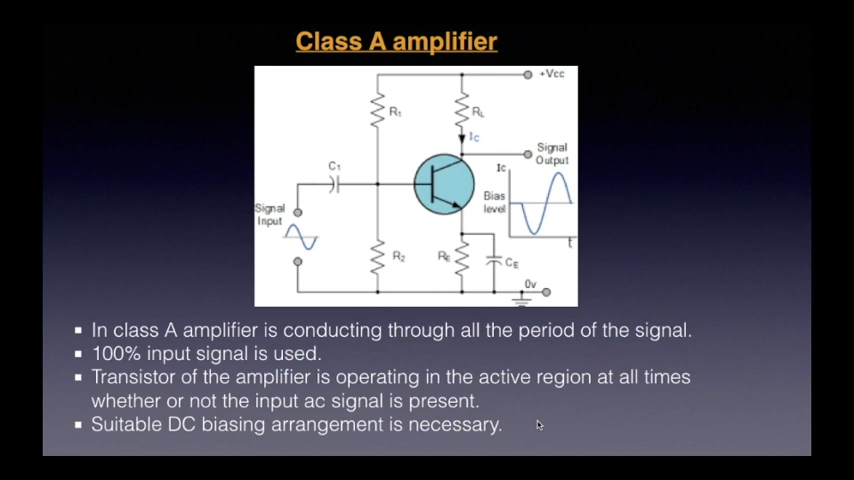 Class A amplifier
+Vcc
R1
RL
Ic
C1
Signal
Output
Ic
Signal
Input
Bias
level
t
R2
RE
CE
0v
In class A amplifier is conducting through all the period of the signal.
100% input signal is used.
Transistor of the amplifier is operating in the active region at all times
whether or not the input ac signal is present.
Suitable DC biasing arrangement is necessary.